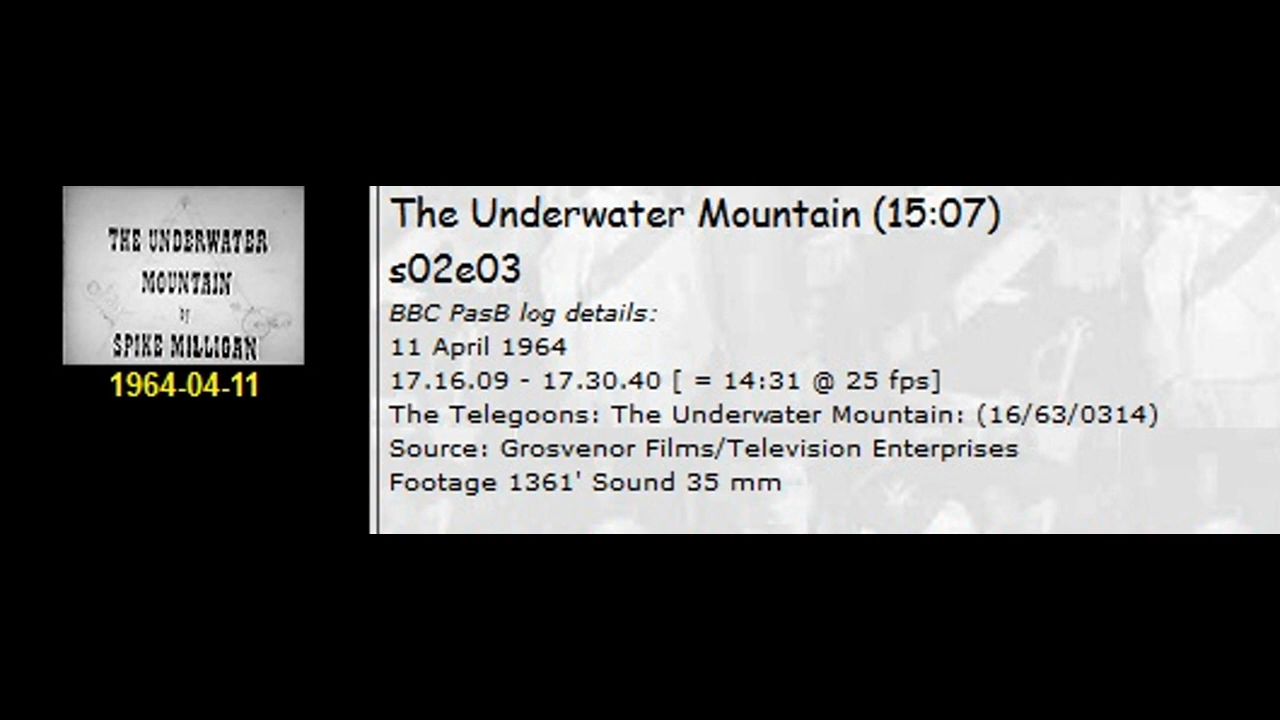 THE UNDERWATER
MOUNTAIN
by
SPIKE MILLIGAN
1964-04-11
The Underwater Mountain (15:07)
s02e03
BBC PasB log details:
11 April 1964
17.16.09 - 17.30.40 [ = 14:31 @ 25 fps]
The Telegoons: The Underwater Mountain: (16/63/0314)
Source: Grosvenor Films/Television Enterprises
Footage 1361' Sound 35 mm